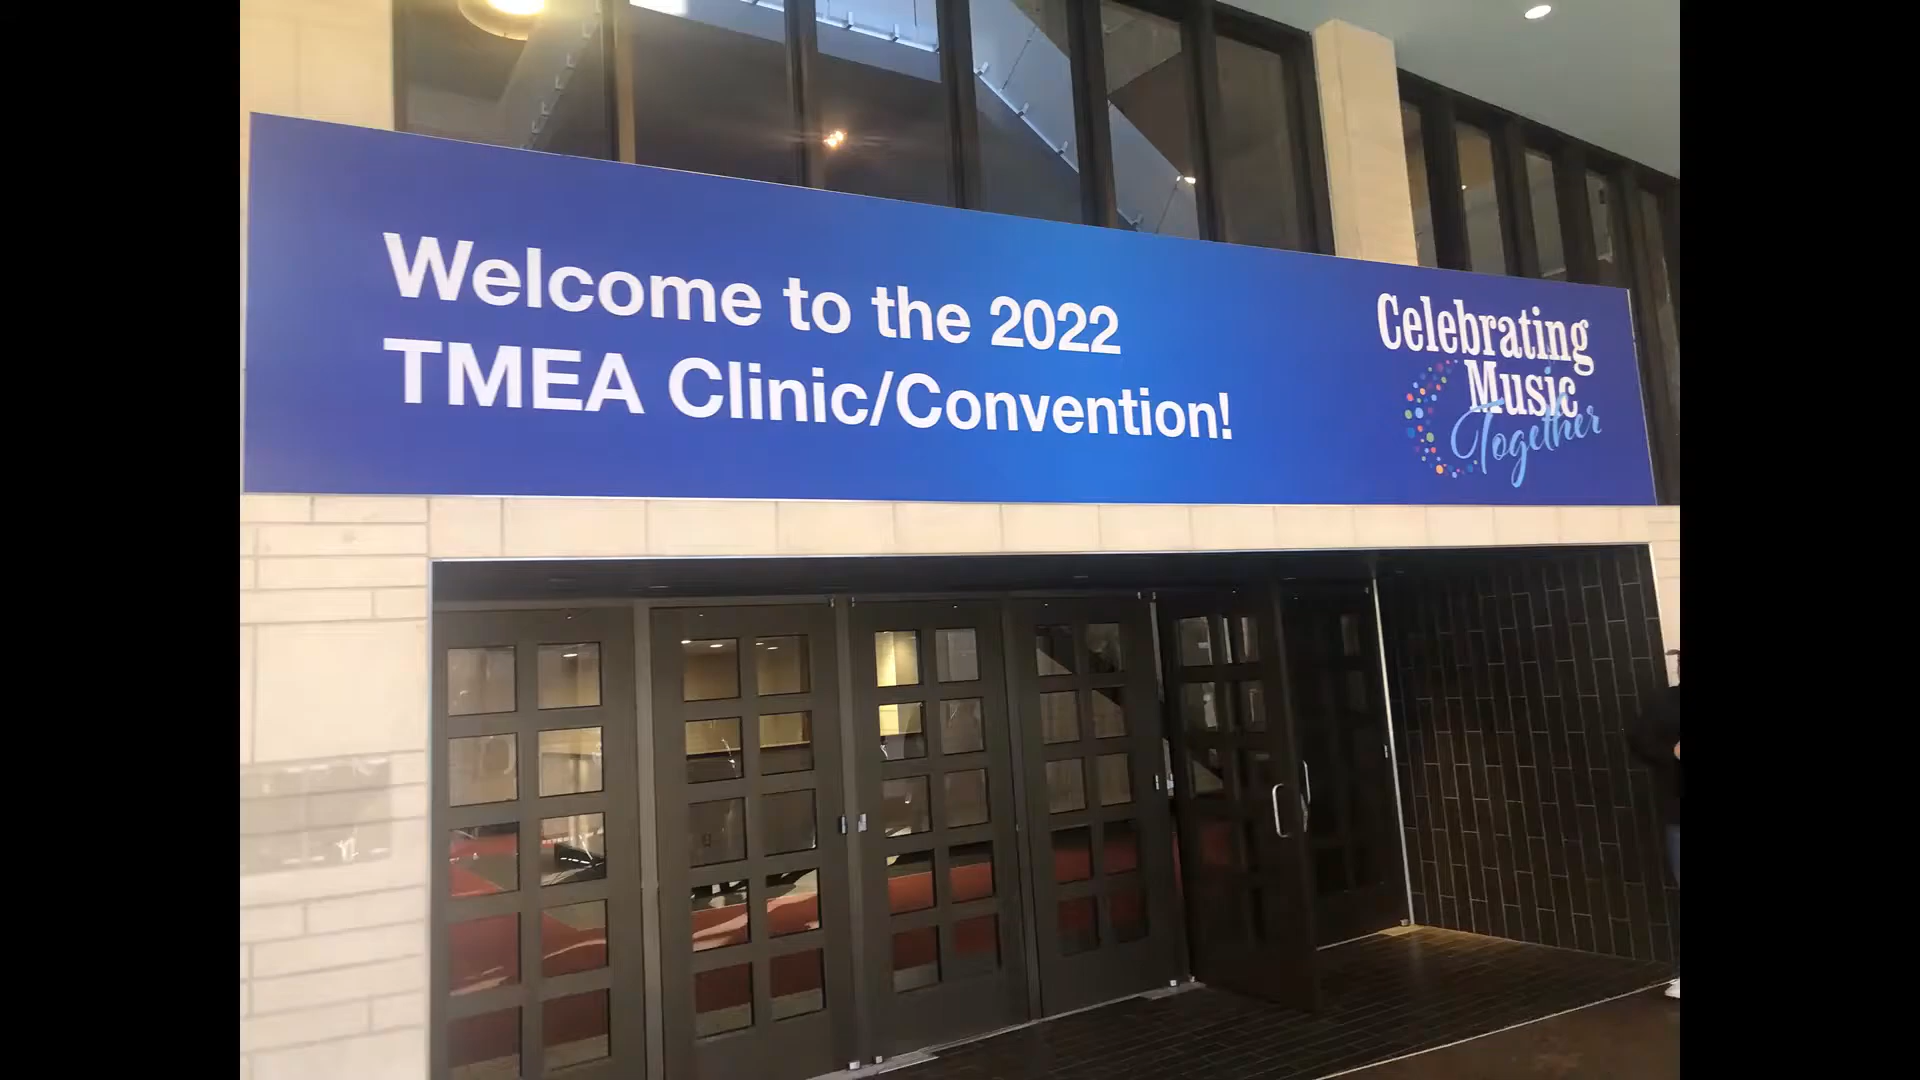 Welcome to the 2022
TMEA Clinic/Convention!
Celebrating
Music
Together